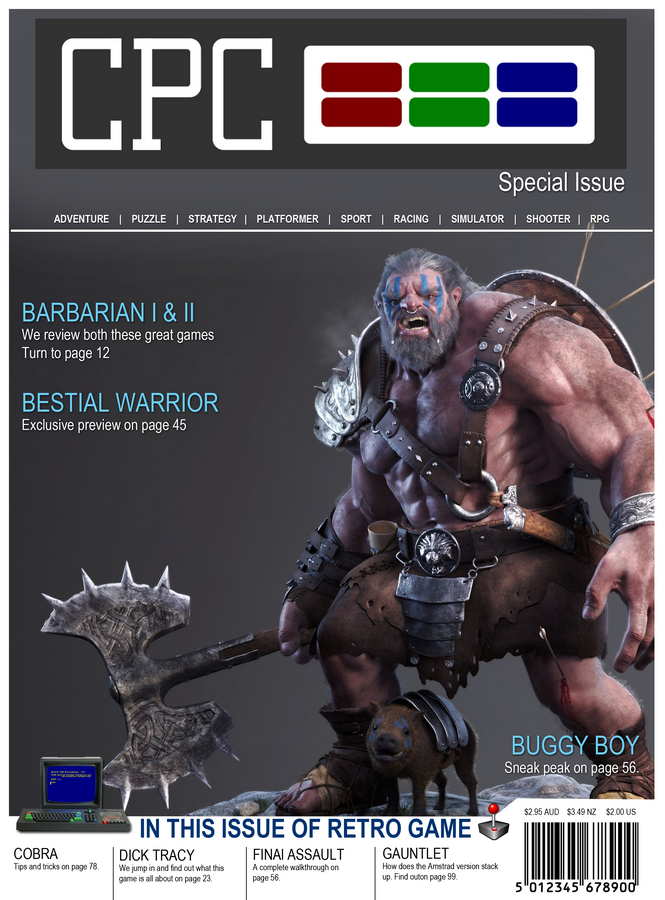 CPC
Special Issue
ADVENTURE | PUZZLE | STRATEGY | PLATFORMER | SPORT | RACING | SIMULATOR | SHOOTER | RPG
BARBARIAN I & II
We review both these great games
Turn to page 12
BESTIAL WARRIOR
Exclusive preview on page 45
BUGGY BOY
Sneak peak on page 56.
$2.95 AUD $3.49 NZ $2.00 US
IN THIS ISSUE OF RETRO GAME
COBRA
Tips and tricks on page 78.
DICK TRACY
We jump in and find out what this
game is all about on page 23.
FINAl ASSAULT
A complete walkthrough on
page 56.
GAUNTLET
How does the Amstrad version stack
up. Find outon page 99.
5 012345 678900